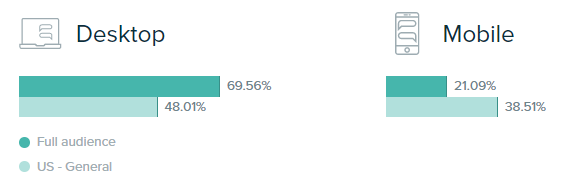 Desktop
69.56%
48.01%
Full audience
US - General
Mobile
21.09%
38.51%